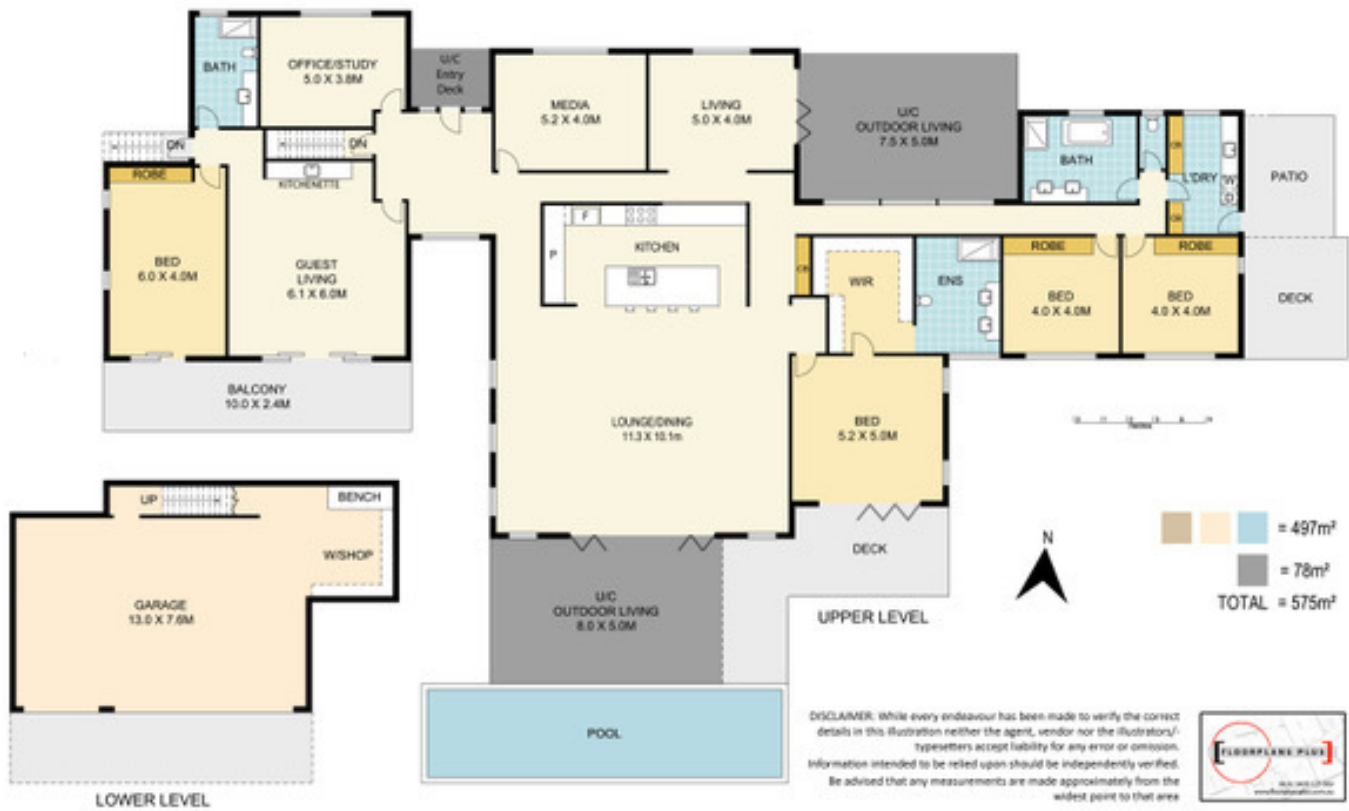 BATH
OFFICE/STUDY
5.0 X 3.8M
U/C
Entry
Deck
MEDIA
5.2 X 4.0M
LIVING
5.0 X 4.0M
U/C
OUTDOOR LIVING
7.5 X 5.0M
BATH
CB
L'DRY
W
D
CB
PATIO
DN
DN
ROBE
KITCHENETTE
BED
6.0 X 4.0M
GUEST
LIVING
6.1 X 6.0M
BALCONY
10.0 X 2.4M
F
P
KITCHEN
CB
WIR
ENS
ROBE
BED
4.0 X 4.0M
ROBE
BED
4.0 X 4.0M
DECK
LOUNGE/DINING
11.3 X 10.1m
BED
5.2 X 5.0M
DECK
UP
BENCH
W/SHOP
GARAGE
13.0 X 7.6M
LOWER LEVEL
U/C
OUTDOOR LIVING
8.0 X 5.0M
POOL
UPPER LEVEL
N
= 497m²
= 78m²
TOTAL = 575m²
DISCLAIMER: While every endeavour has been made to verify the correct
details in this illustration neither the agent, vendor nor the illustrators/-
typesetters accept liability for any error or omission.
Information intended to be relied upon should be independently verified.
Be advised that any measurements are made approximately from the
widest point to that area
[FLOORPLANS PLUS]